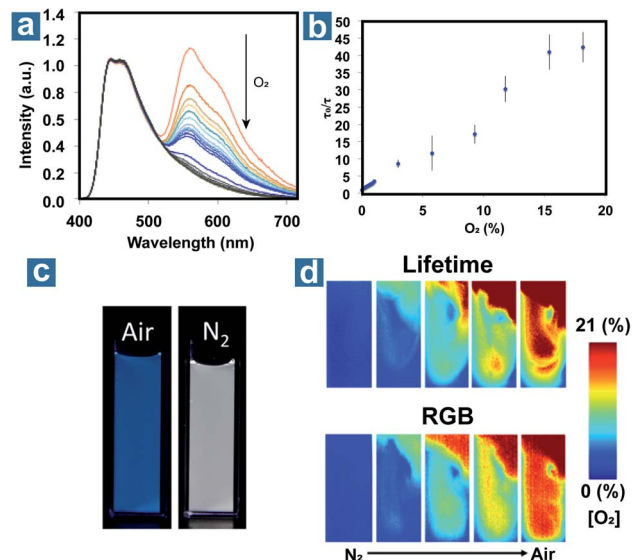 a
1.4
1.2
1.0
0.8
0.6
0.4
0.2
0.0
Intensity (a.u.)
O₂
400 500 600 700
Wavelength (nm)
b
50
45
40
35
30
25
20
15
10
5
0
τ₀/τ
0 5 10 15 20
O₂ (%)
c
Air
N₂
d
Lifetime
RGB
21 (%)
0 (%)
[O₂]
N₂ Air